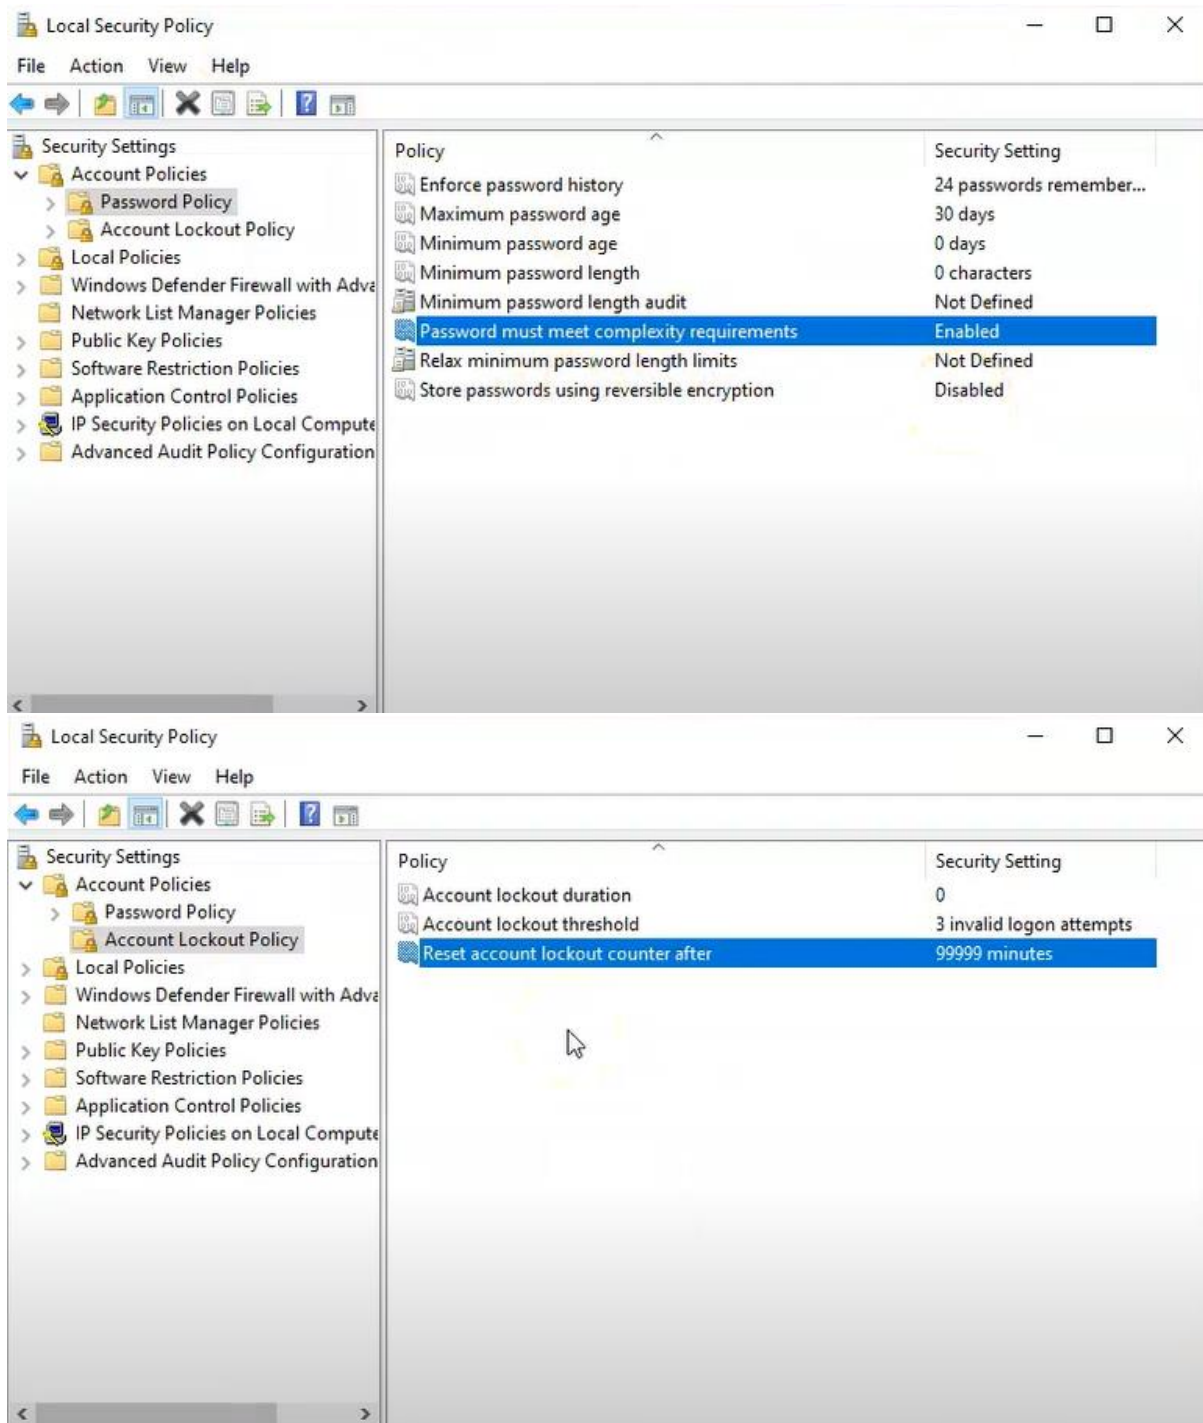 Local Security Policy
File Action View Help
Security Settings
Account Policies
Password Policy
Account Lockout Policy
Local Policies
Windows Defender Firewall with Adva
Network List Manager Policies
Public Key Policies
Software Restriction Policies
Application Control Policies
IP Security Policies on Local Compute
Advanced Audit Policy Configuration
Policy Security Setting
Enforce password history 24 passwords remember...
Maximum password age 30 days
Minimum password age 0 days
Minimum password length 0 characters
Minimum password length audit Not Defined
Password must meet complexity requirements Enabled
Relax minimum password length limits Not Defined
Store passwords using reversible encryption Disabled
Local Security Policy
File Action View Help
Security Settings
Account Policies
Password Policy
Account Lockout Policy
Local Policies
Windows Defender Firewall with Adva
Network List Manager Policies
Public Key Policies
Software Restriction Policies
Application Control Policies
IP Security Policies on Local Compute
Advanced Audit Policy Configuration
Policy Security Setting
Account lockout duration 0
Account lockout threshold 3 invalid logon attempts
Reset account lockout counter after 99999 minutes